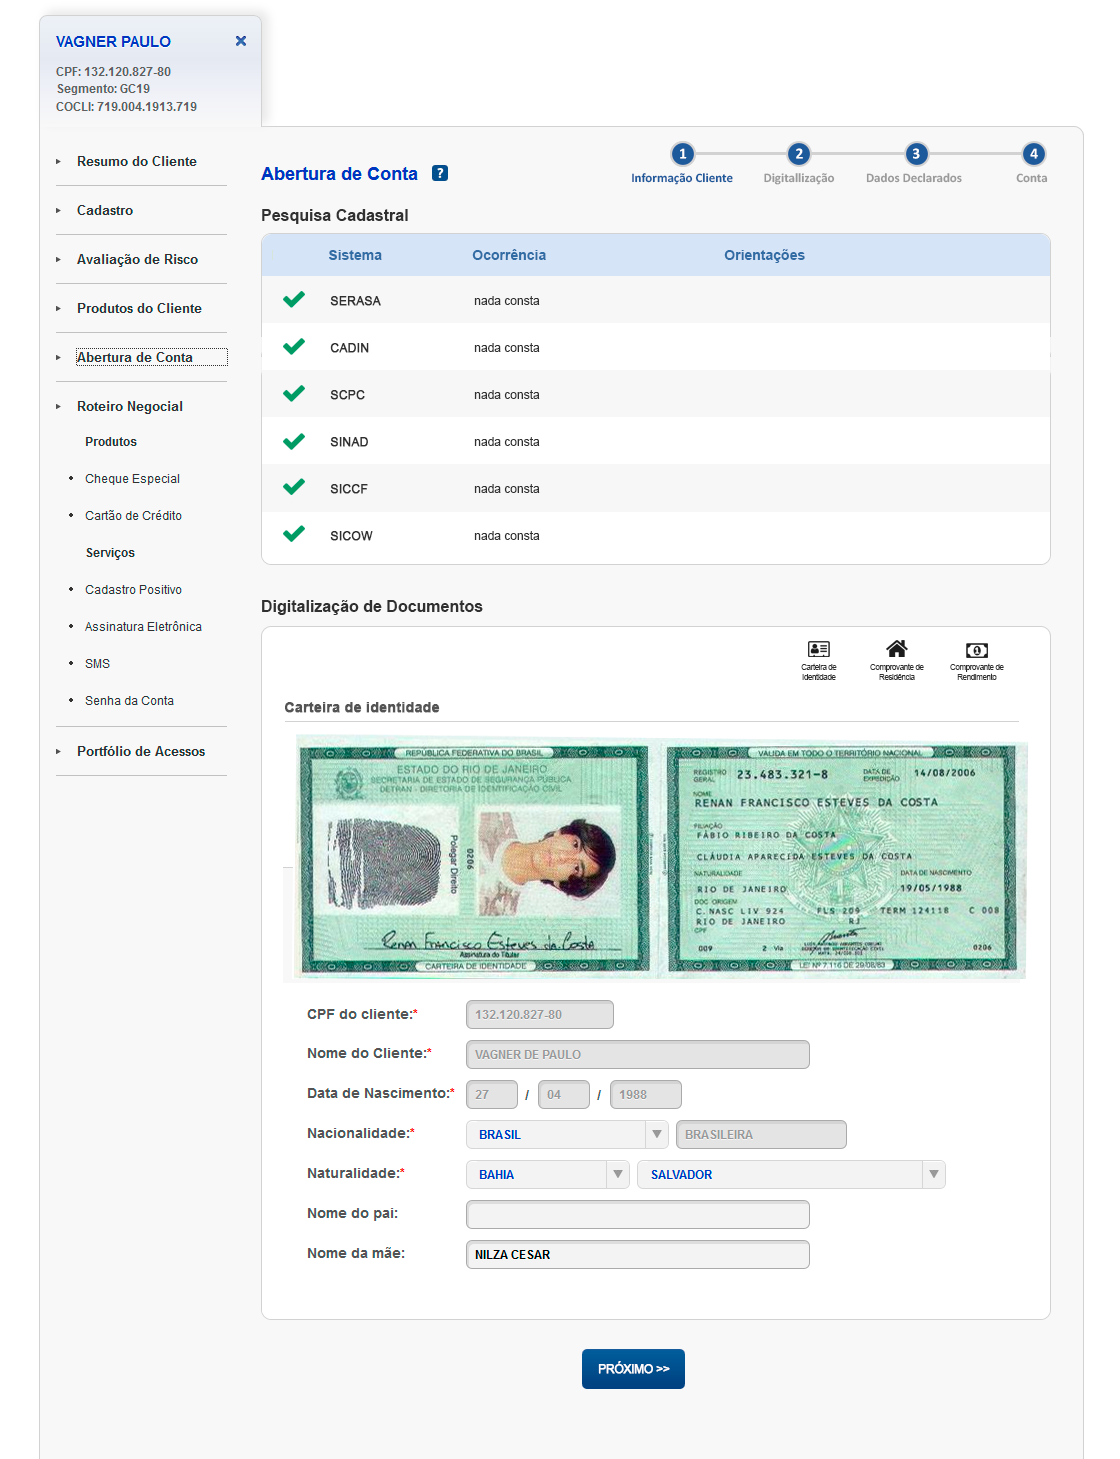 VAGNER PAULO
CPF: 132.120.827-80
Segmento: GC19
COCLI: 719.004.1913.719
Resumo do Cliente
Cadastro
Avaliação de Risco
Produtos do Cliente
Abertura de Conta
Roteiro Negocial
Produtos
Cheque Especial
Cartão de Crédito
Serviços
Cadastro Positivo
Assinatura Eletrônica
SMS
Senha da Conta
Portfólio de Acessos
Abertura de Conta ?
1 2 3 4
Informação Cliente Digitallização Dados Declarados Conta
Pesquisa Cadastral
Sistema Ocorrência Orientações
SERASA nada consta
CADIN nada consta
SCPC nada consta
SINAD nada consta
SICCF nada consta
SICOW nada consta
Digitalização de Documentos
Carteira de Identidade
Comprovante de Residência
Comprovante de Rendimento
Carteira de identidade
REPÚBLICA FEDERATIVA DO BRASIL
ESTADO DO RIO DE JANEIRO
SECRETARIA DE ESTADO DE SEGURANÇA PÚBLICA
DETRAN - DIRETORIA DE IDENTIFICAÇÃO CIVIL
Polegar Direito
0206
Renan Francisco Esteves da Costa
Assinatura do Titular
CARTEIRA DE IDENTIDADE
VÁLIDA EM TODO O TERRITÓRIO NACIONAL
REGISTRO GERAL 23.483.321-8 DATA DE EXPEDIÇÃO 14/08/2006
NOME
RENAN FRANCISCO ESTEVES DA COSTA
FILIAÇÃO
FÁBIO RIBEIRO DA COSTA
CLÁUDIA APARECIDA ESTEVES DA COSTA
NATURALIDADE DATA DE NASCIMENTO
RIO DE JANEIRO 19/05/1988
DOC ORIGEM
C.NASC LIV 924 FLS 209 TERM 124118 C 008
RIO DE JANEIRO RJ
CPF
009 2 Via 0206
LEI Nº 7.116 DE 29/08/83
CPF do cliente:* 132.120.827-80
Nome do Cliente:* VAGNER DE PAULO
Data de Nascimento:* 27 / 04 / 1988
Nacionalidade:* BRASIL BRASILEIRA
Naturalidade:* BAHIA SALVADOR
Nome do pai:
Nome da mãe: NILZA CESAR
PRÓXIMO >>